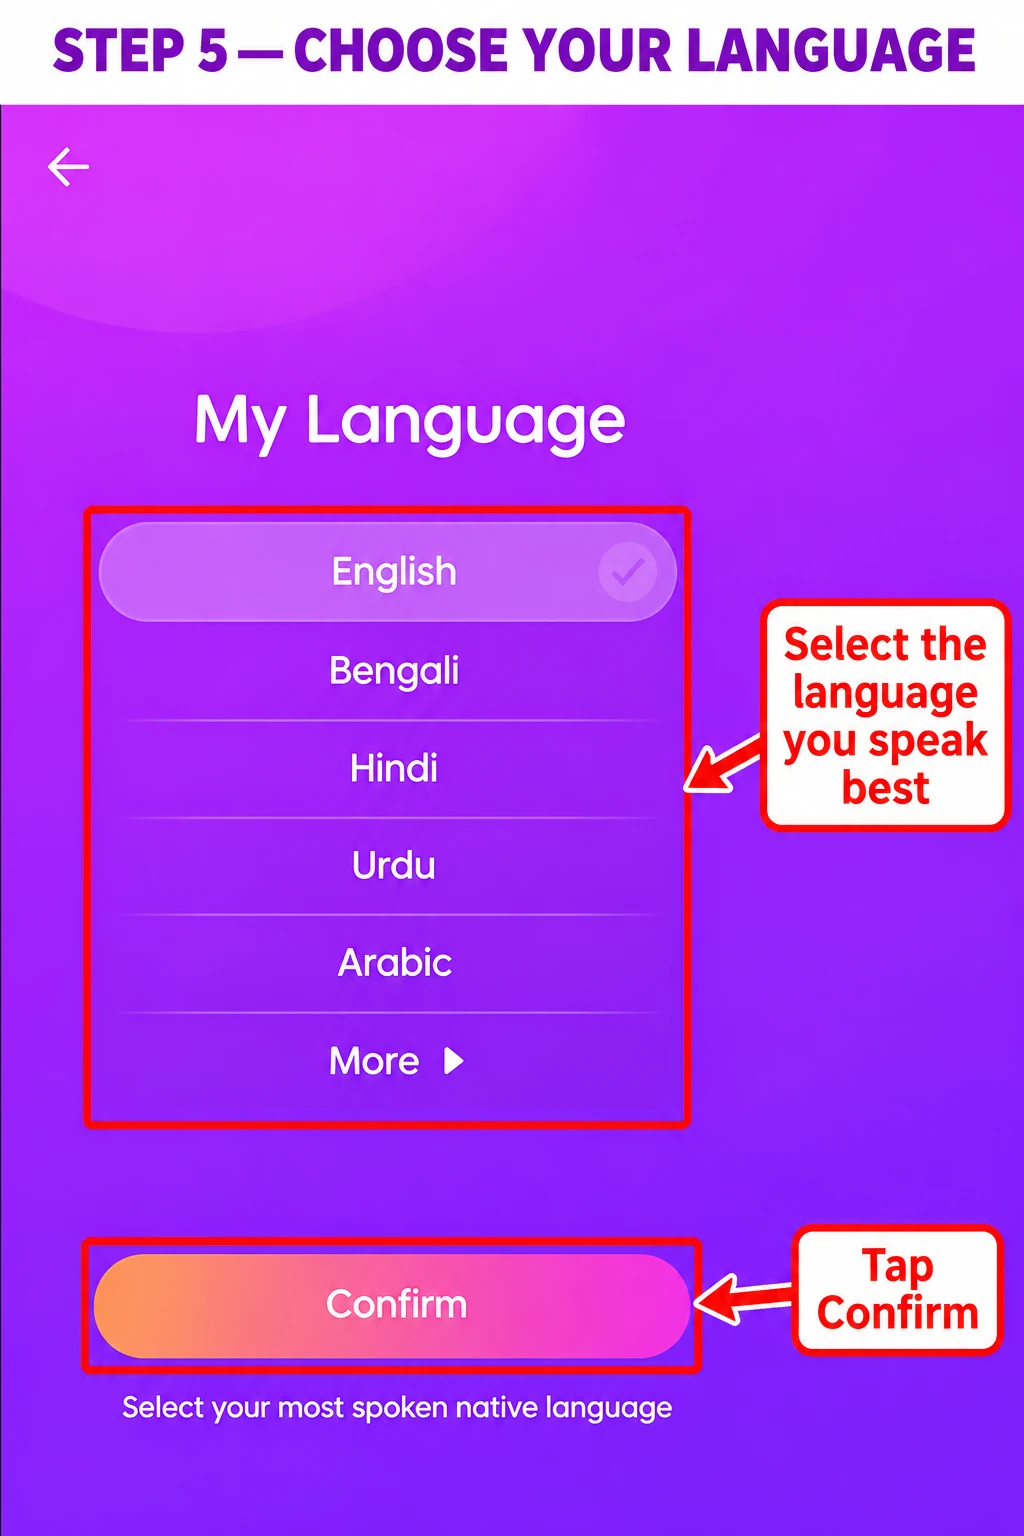 STEP 5 — CHOOSE YOUR LANGUAGE
My Language
English
Bengali
Hindi
Urdu
Arabic
More
Select the
language
you speak
best
Confirm
Tap
Confirm
Select your most spoken native language